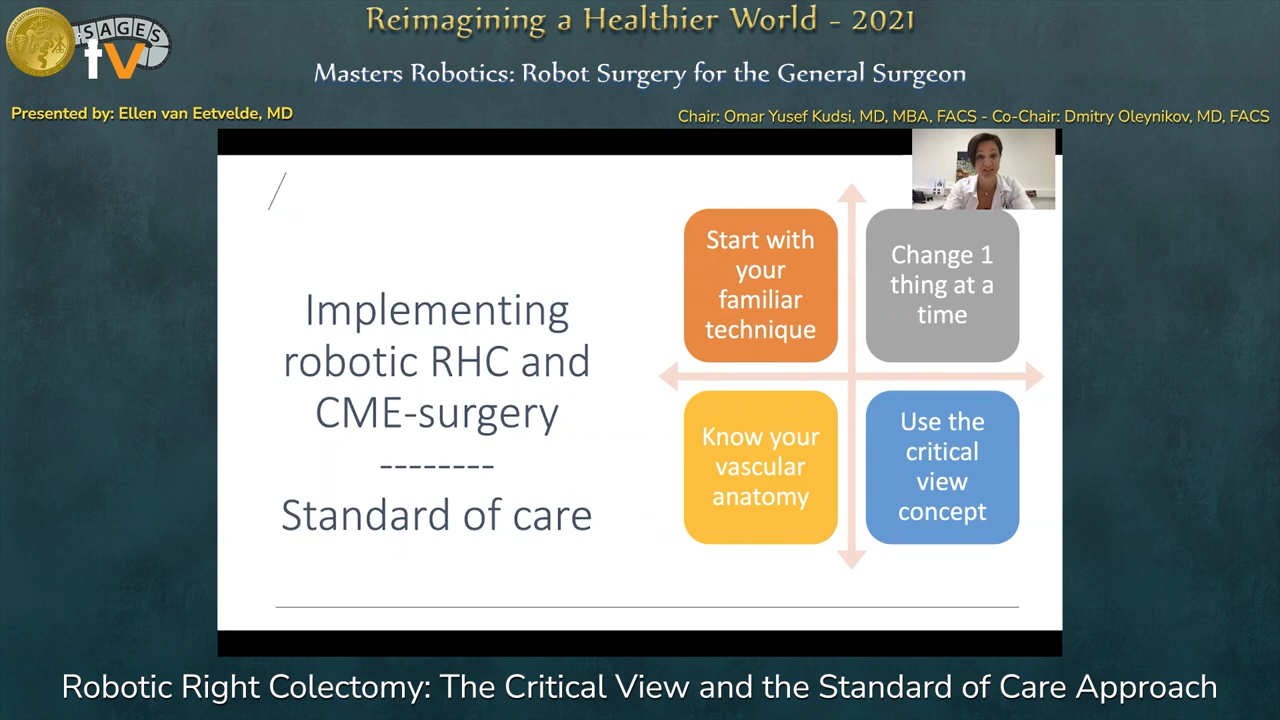 Reimagining a Healthier World - 2021
SAGES
tv
Masters Robotics: Robot Surgery for the General Surgeon
Presented by: Ellen van Eetvelde, MD
Chair: Omar Yusef Kudsi, MD, MBA, FACS - Co-Chair: Dmitry Oleynikov, MD, FACS
Implementing
robotic RHC and
CME-surgery
--------
Standard of care
Start with
your
familiar
technique
Change 1
thing at a
time
Know your
vascular
anatomy
Use the
critical
view
concept
Robotic Right Colectomy: The Critical View and the Standard of Care Approach